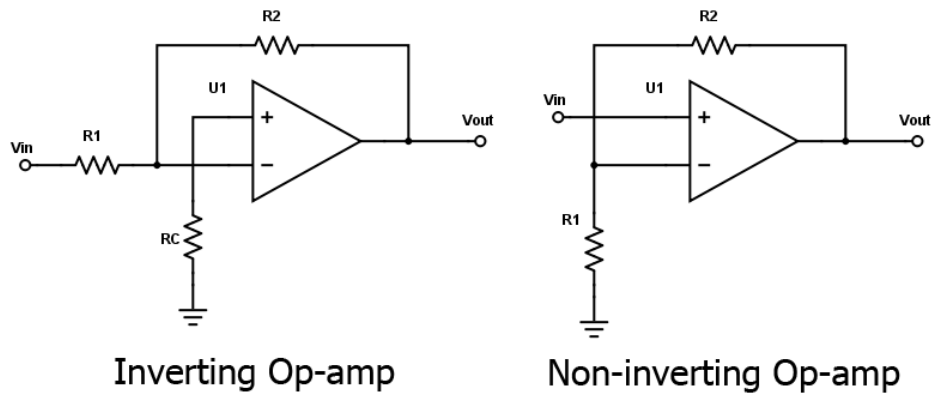 R2
U1
+
R1
Vin
Vout
−
RC
Inverting Op-amp
R2
U1
Vin
+
Vout
−
R1
Non-inverting Op-amp